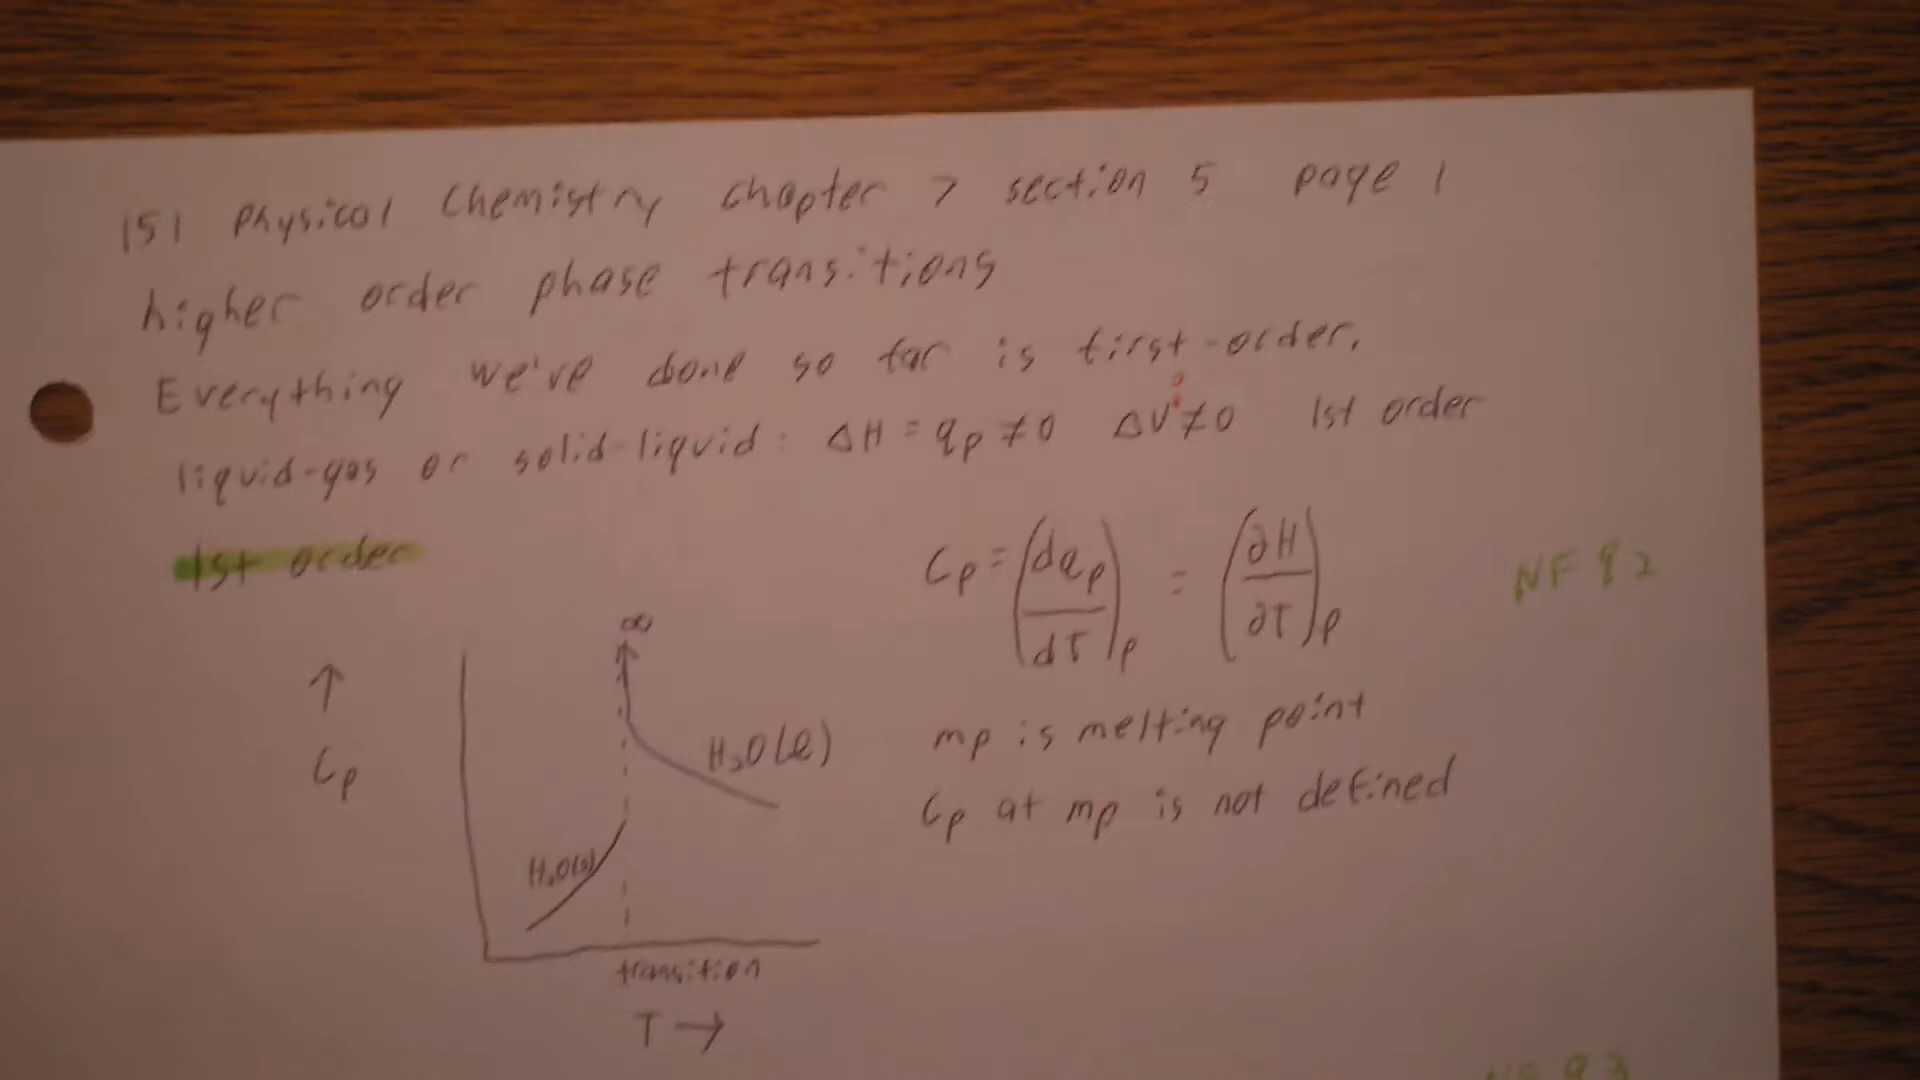 151 Physical Chemistry chapter 7 section 5 page 1
higher order phase transitions
Everything we've done so far is first-order.
liquid-gas or solid-liquid: ΔH = qₚ ≠ 0 ΔV ≠ 0 1st order
1st order
Cₚ = (dqₚ/dT)ₚ = (∂H/∂T)ₚ NF 92
∞
↑
Cₚ
H₂O(ℓ)
H₂O(s)
mp is melting point
Cₚ at mp is not defined
transition
T →